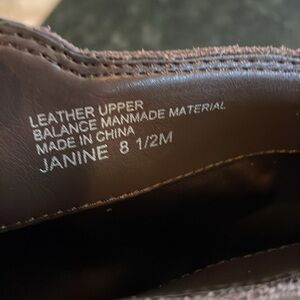 LEATHER UPPER
BALANCE MANMADE MATERIAL
MADE IN CHINA
JANINE 8 1/2M